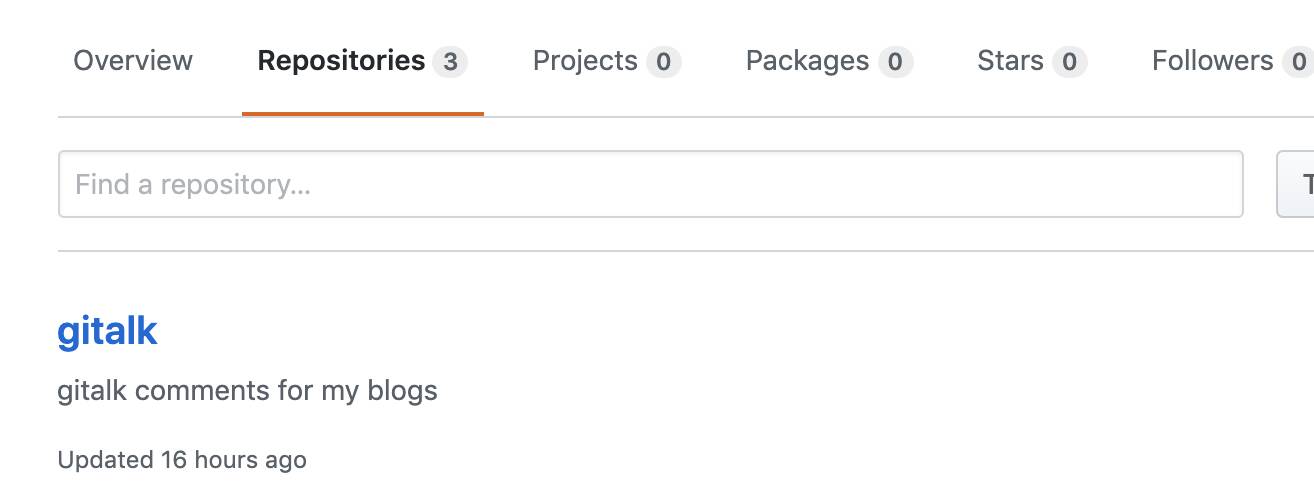 Overview Repositories 3 Projects 0 Packages 0 Stars 0 Followers 0
Find a repository...
gitalk
gitalk comments for my blogs
Updated 16 hours ago